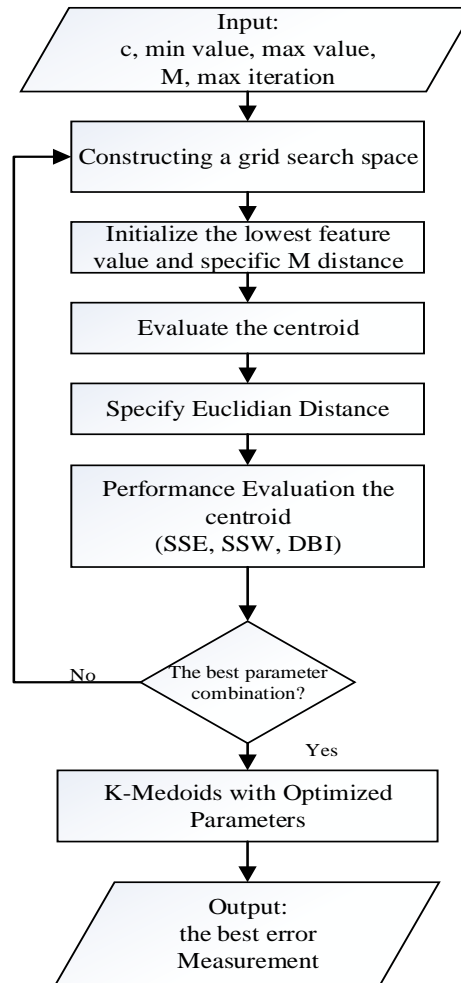 Input:
c, min value, max value,
M, max iteration
Constructing a grid search space
Initialize the lowest feature
value and specific M distance
Evaluate the centroid
Specify Euclidian Distance
Performance Evaluation the
centroid
(SSE, SSW, DBI)
The best parameter
combination?
No
Yes
K-Medoids with Optimized
Parameters
Output:
the best error
Measurement